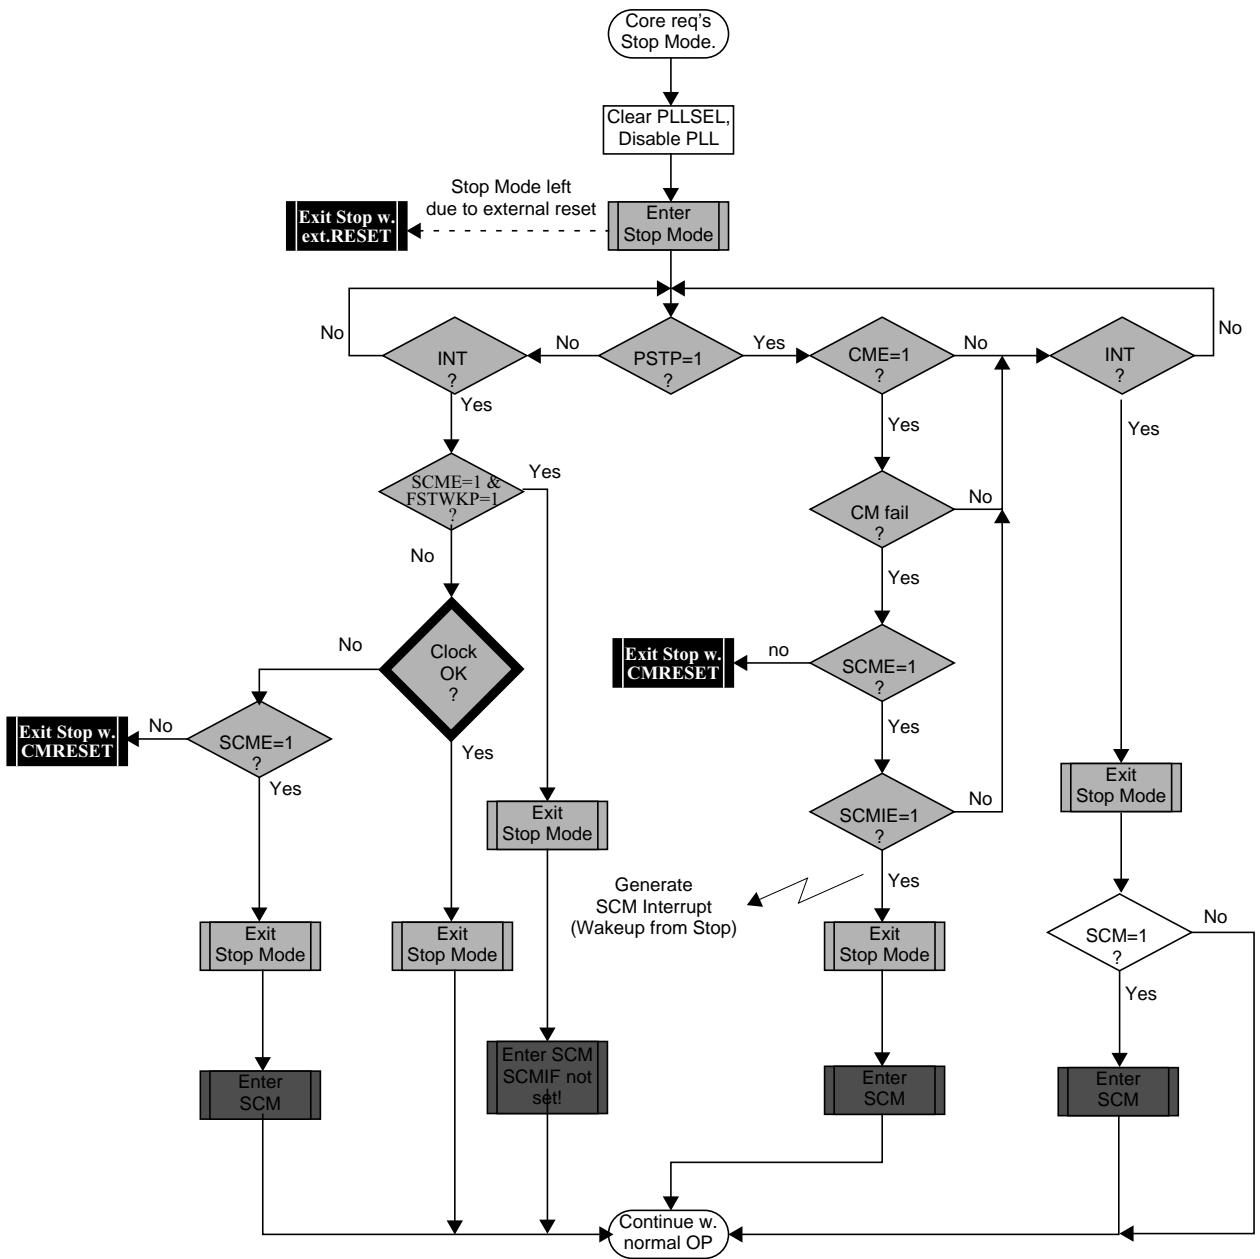 Core req's
Stop Mode.
Clear PLLSEL,
Disable PLL
Stop Mode left
due to external reset
Exit Stop w.
ext.RESET
Enter
Stop Mode
No
INT
?
No
PSTP=1
?
Yes
CME=1
?
No
INT
?
No
Yes
Yes
Yes
SCME=1 &
FSTWKP=1
?
Yes
CM fail
?
No
No
Yes
No
Clock
OK
?
Exit Stop w.
CMRESET
no
SCME=1
?
Exit Stop w.
CMRESET
No
SCME=1
?
Yes
Yes
Yes
Exit
Stop Mode
Exit
Stop Mode
SCMIE=1
?
No
Generate
SCM Interrupt
(Wakeup from Stop)
Yes
Exit
Stop Mode
Exit
Stop Mode
Exit
Stop Mode
SCM=1
?
No
Yes
Enter SCM
SCMIF not
set!
Enter
SCM
Enter
SCM
Enter
SCM
Continue w.
normal OP